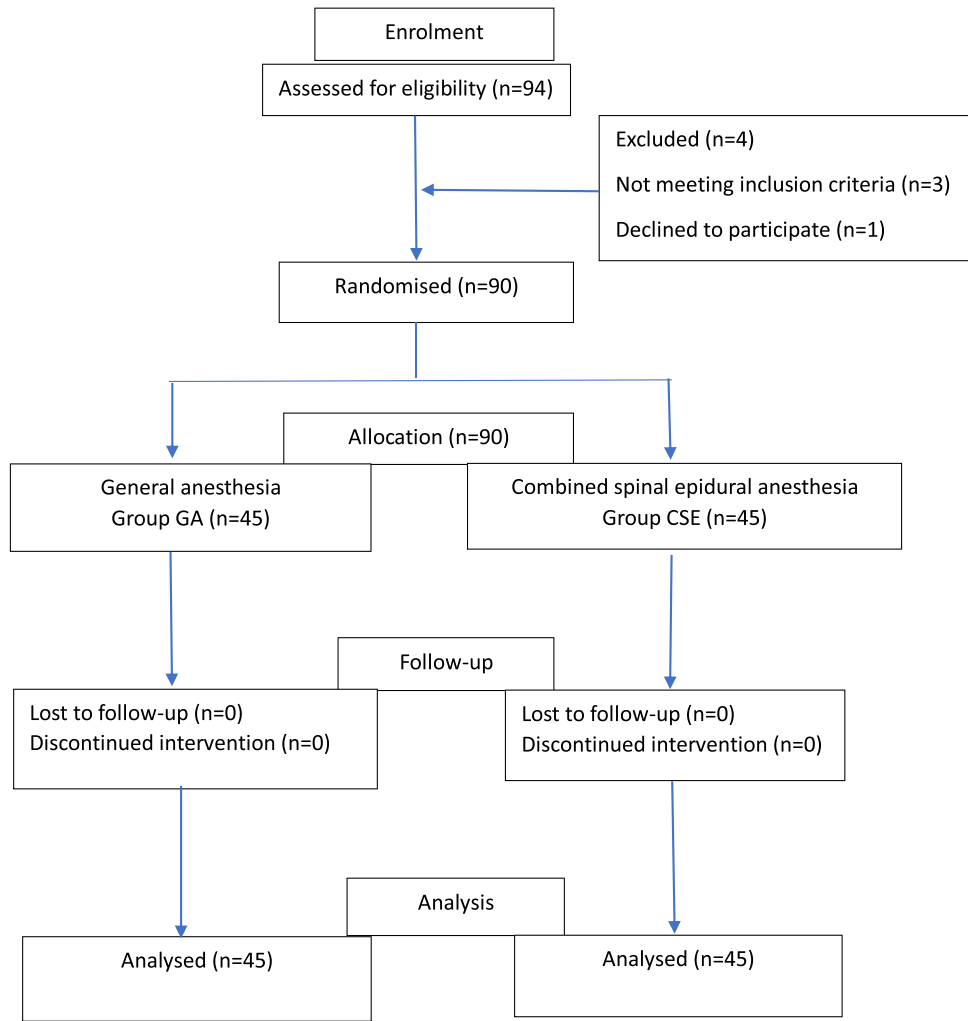 Enrolment
Assessed for eligibility (n=94)
Excluded (n=4)
Not meeting inclusion criteria (n=3)
Declined to participate (n=1)
Randomised (n=90)
Allocation (n=90)
General anesthesia
Group GA (n=45)
Combined spinal epidural anesthesia
Group CSE (n=45)
Follow-up
Lost to follow-up (n=0)
Discontinued intervention (n=0)
Lost to follow-up (n=0)
Discontinued intervention (n=0)
Analysis
Analysed (n=45)
Analysed (n=45)